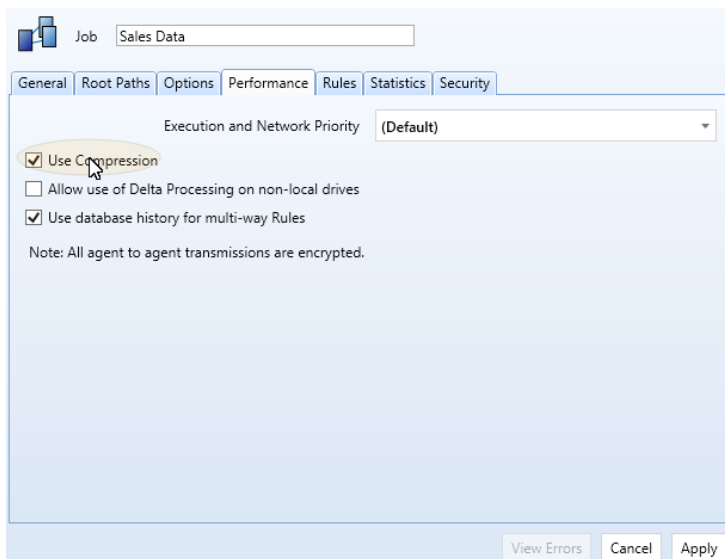 Job Sales Data
General Root Paths Options Performance Rules Statistics Security
Execution and Network Priority (Default)
Use Compression
Allow use of Delta Processing on non-local drives
Use database history for multi-way Rules
Note: All agent to agent transmissions are encrypted.
View Errors Cancel Apply